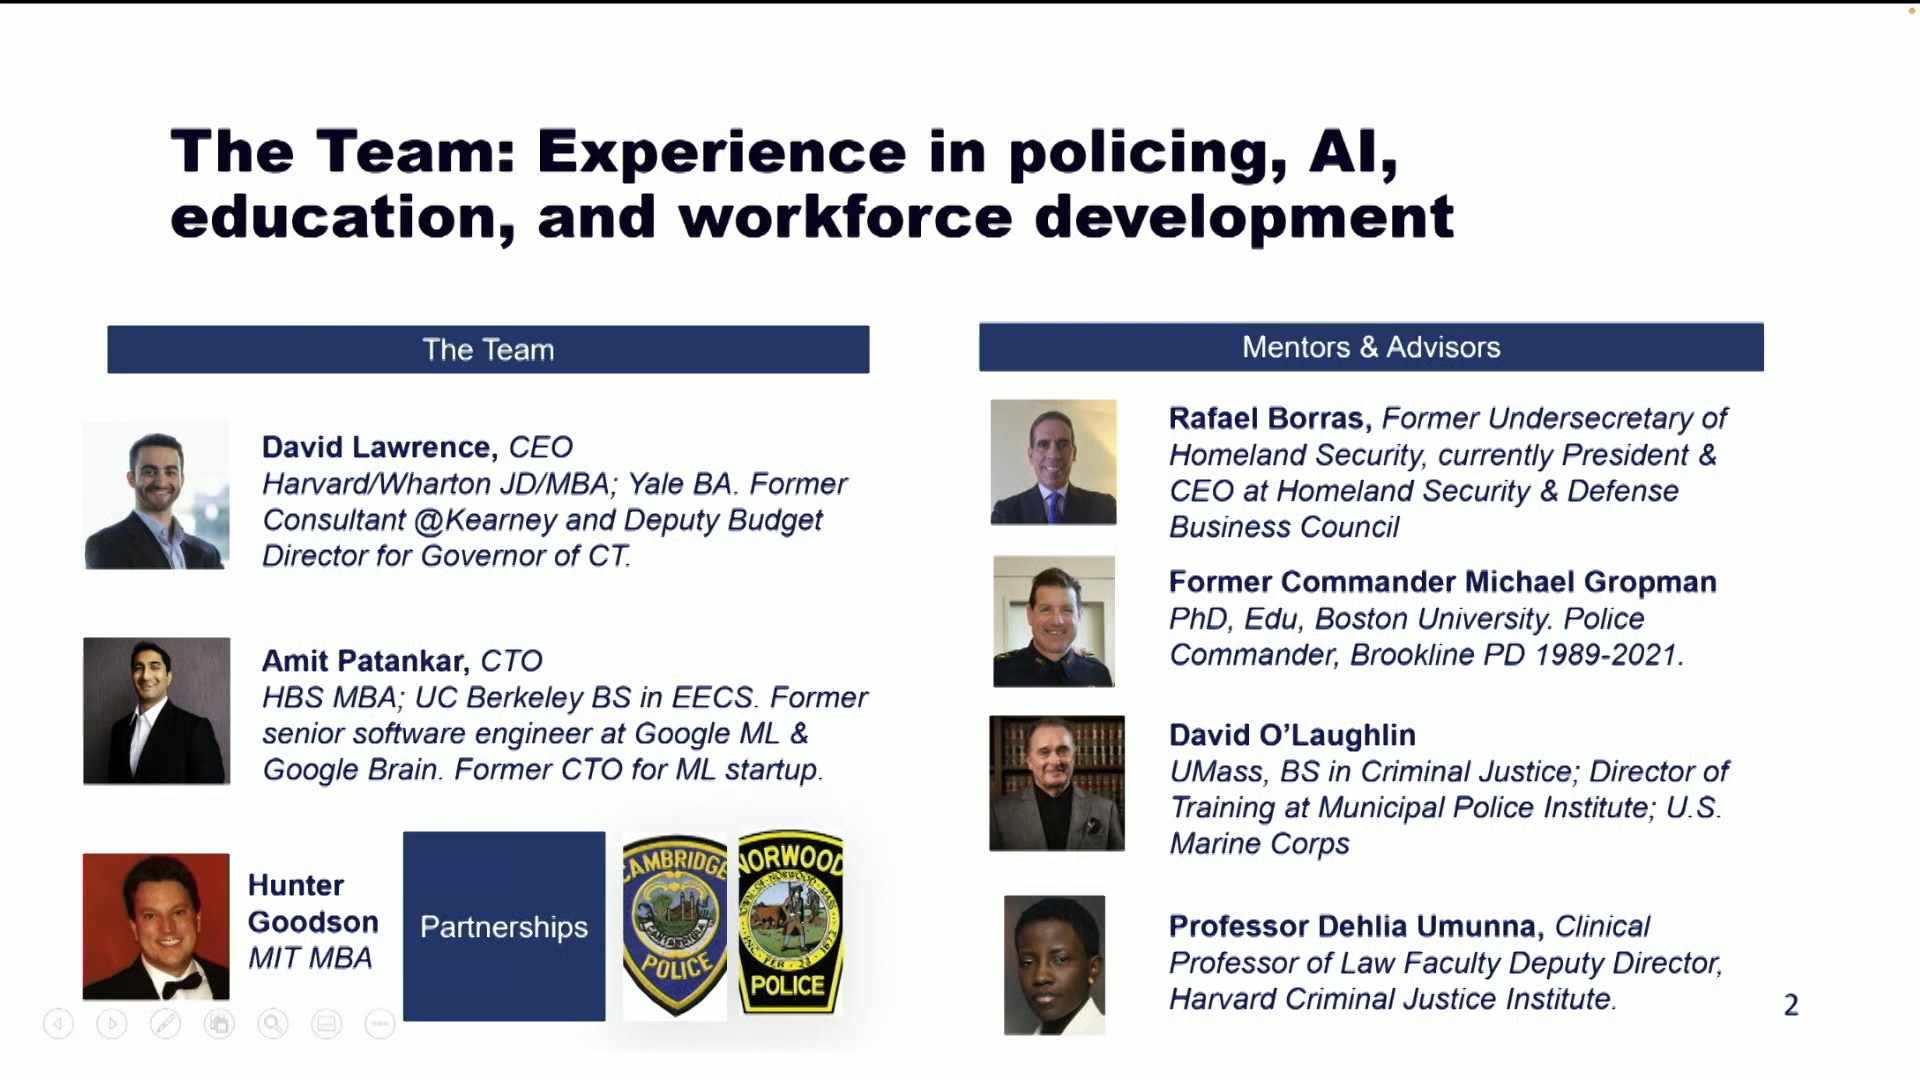 The Team: Experience in policing, AI,
education, and workforce development
The Team
David Lawrence, CEO
Harvard/Wharton JD/MBA; Yale BA. Former
Consultant @Kearney and Deputy Budget
Director for Governor of CT.
Amit Patankar, CTO
HBS MBA; UC Berkeley BS in EECS. Former
senior software engineer at Google ML &
Google Brain. Former CTO for ML startup.
Hunter
Goodson
MIT MBA
Partnerships
CAMBRIDGE
POLICE
NORWOOD
POLICE
Mentors & Advisors
Rafael Borras, Former Undersecretary of
Homeland Security, currently President &
CEO at Homeland Security & Defense
Business Council
Former Commander Michael Gropman
PhD, Edu, Boston University. Police
Commander, Brookline PD 1989-2021.
David O’Laughlin
UMass, BS in Criminal Justice; Director of
Training at Municipal Police Institute; U.S.
Marine Corps
Professor Dehlia Umunna, Clinical
Professor of Law Faculty Deputy Director,
Harvard Criminal Justice Institute.
2